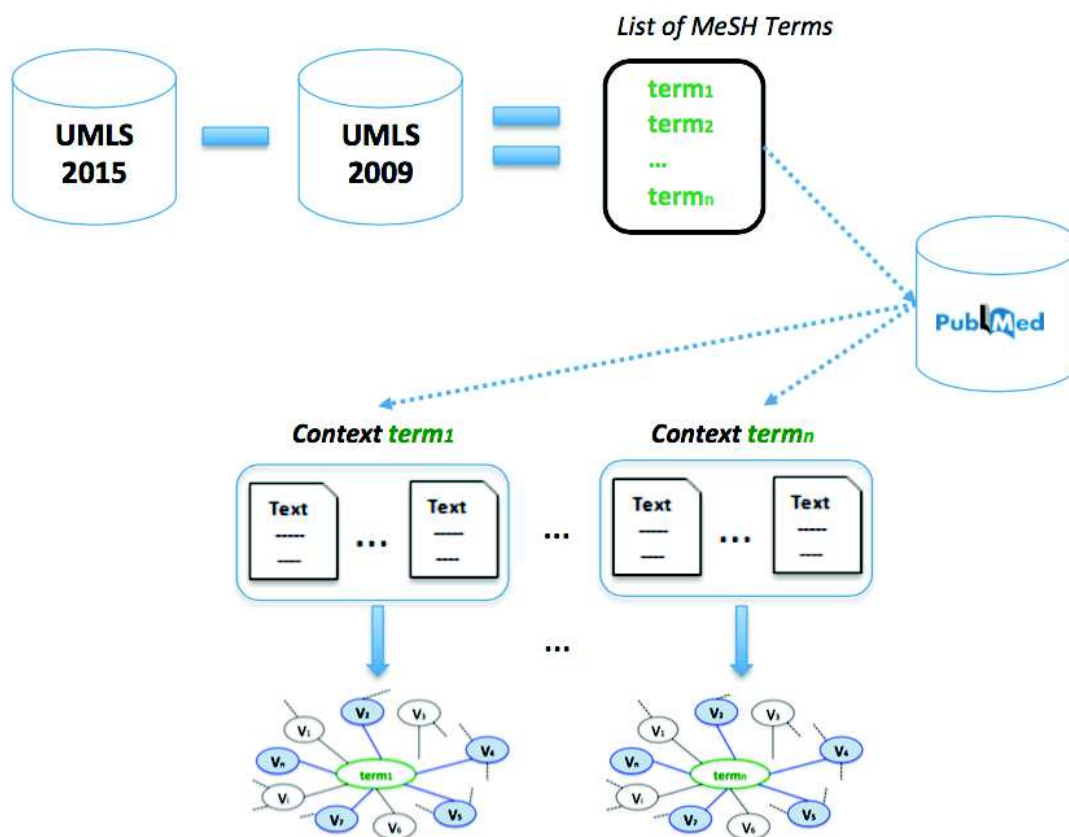 List of MeSH Terms
UMLS
2015
UMLS
2009
term1
term2
...
termn
PubMed
Context term1
Context termn
Text
-----
----
...
Text
-----
----
...
Text
-----
----
...
Text
-----
----
...
V1
V2
V3
V4
Vn
term1
Vi
V7
V6
V5
V1
V2
V3
V4
Vn
termn
Vi
V7
V6
V5